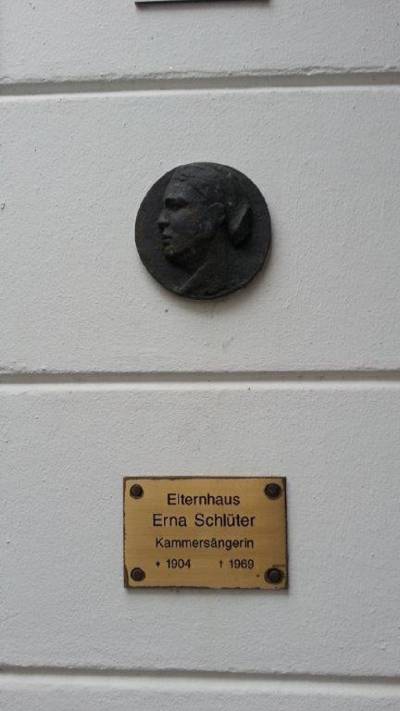 Elternhaus
Erna Schlüter
Kammersängerin
* 1904 † 1969